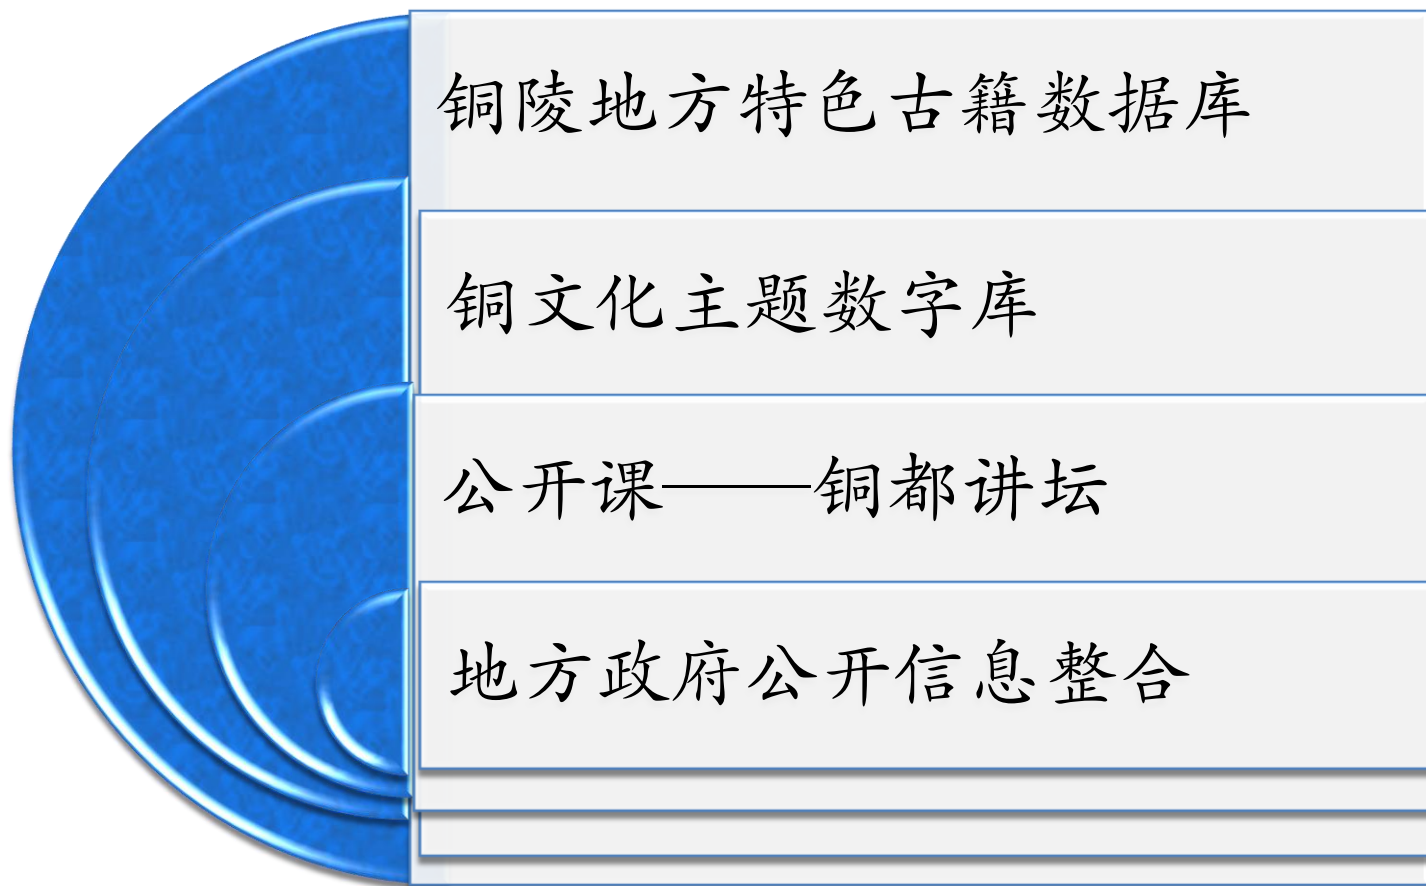 铜陵地方特色古籍数据库
铜文化主题数字库
公开课——铜都讲坛
地方政府公开信息整合